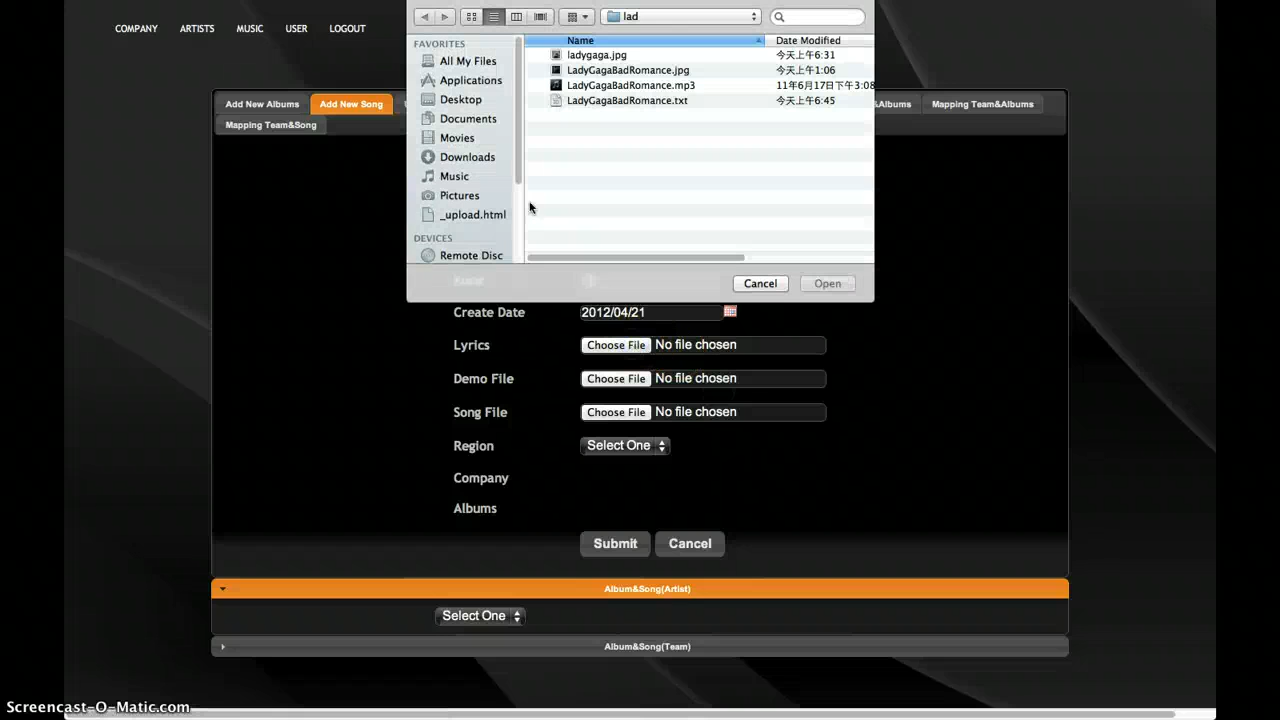 COMPANY ARTISTS MUSIC USER LOGOUT
lad
FAVORITES
All My Files
Applications
Desktop
Documents
Movies
Downloads
Music
Pictures
_upload.html
DEVICES
Remote Disc
Name Date Modified
ladygaga.jpg 今天上午6:31
LadyGagaBadRomance.jpg 今天上午1:06
LadyGagaBadRomance.mp3 11年6月17日下午3:08
LadyGagaBadRomance.txt 今天上午6:45
Cancel Open
Add New Albums Add New Song &Albums Mapping Team&Albums
Mapping Team&Song
Create Date 2012/04/21
Lyrics Choose File No file chosen
Demo File Choose File No file chosen
Song File Choose File No file chosen
Region Select One
Company
Albums
Submit Cancel
Album&Song(Artist)
Select One
Album&Song(Team)
Screencast-O-Matic.com